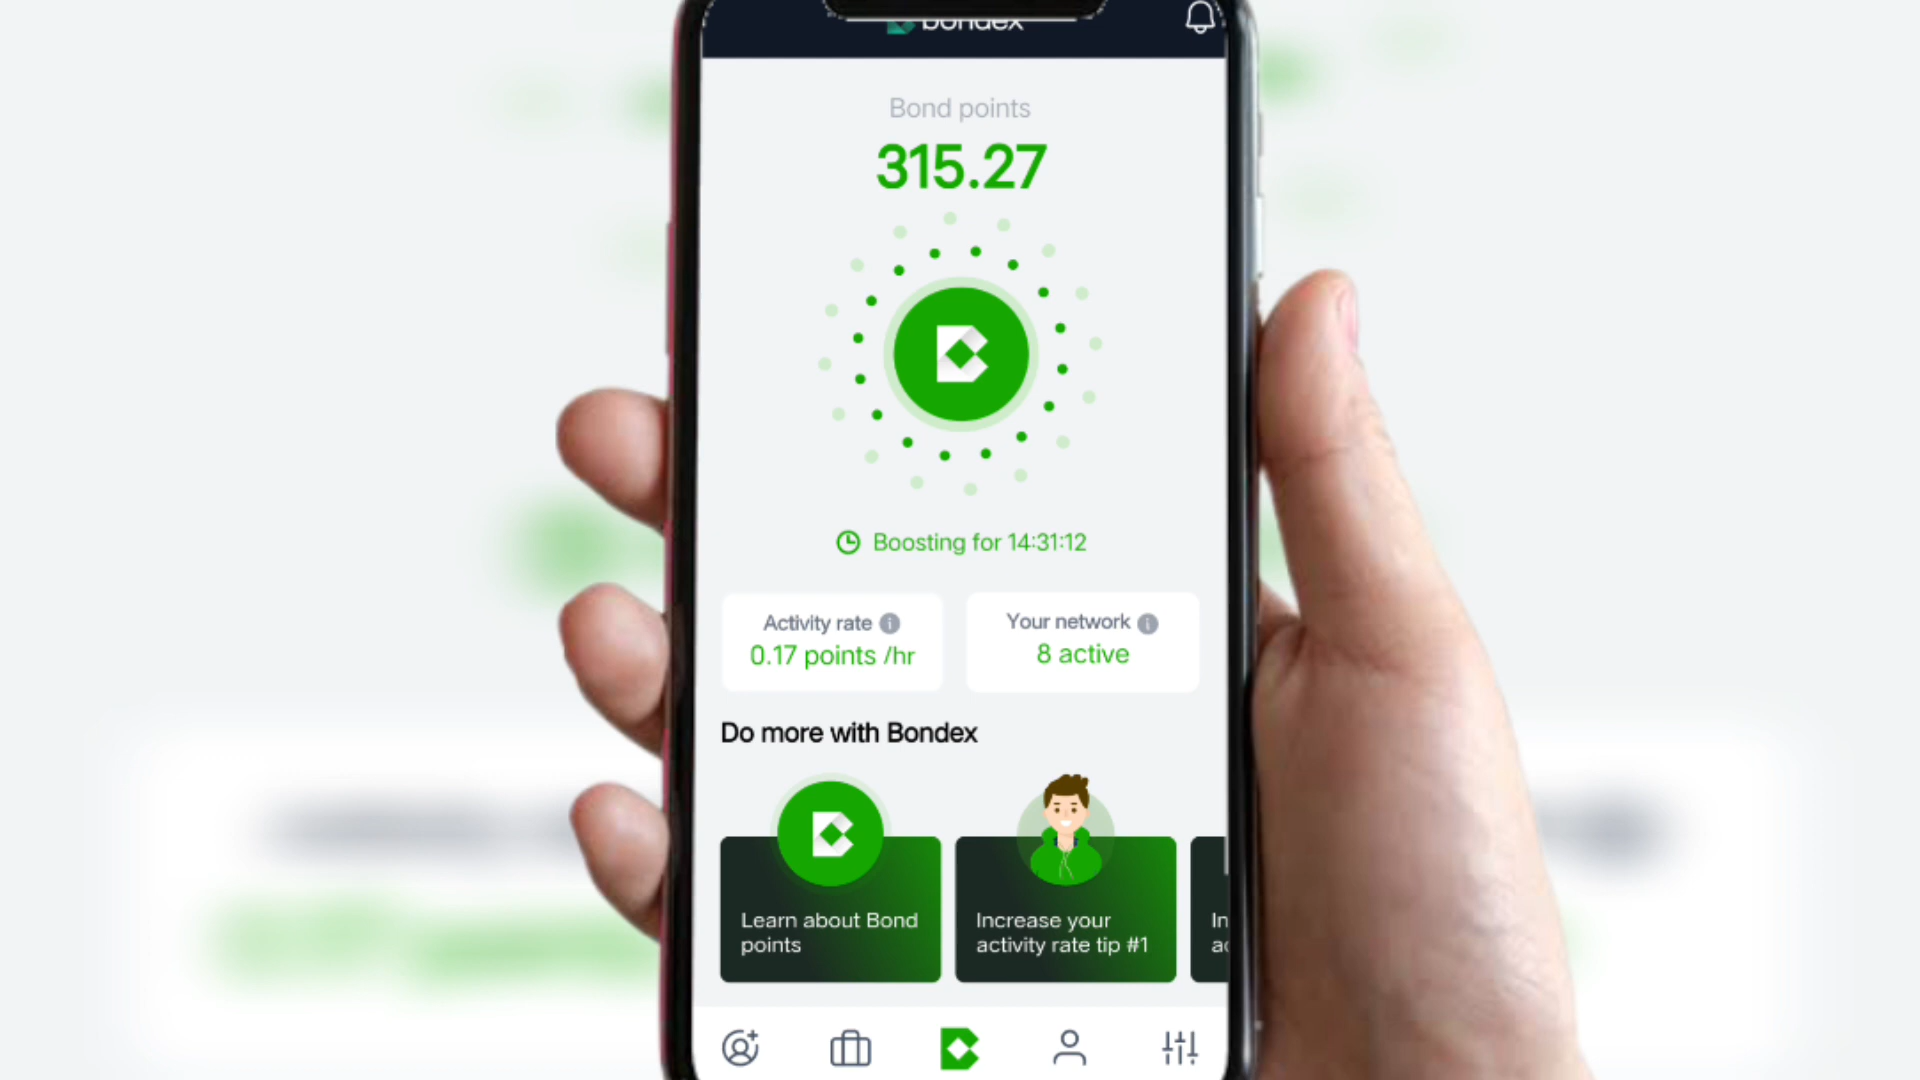 bondex
Bond points
315.27
Boosting for 14:31:12
Activity rate
0.17 points /hr
Your network
8 active
Do more with Bondex
Learn about Bond
points
Increase your
activity rate tip #1